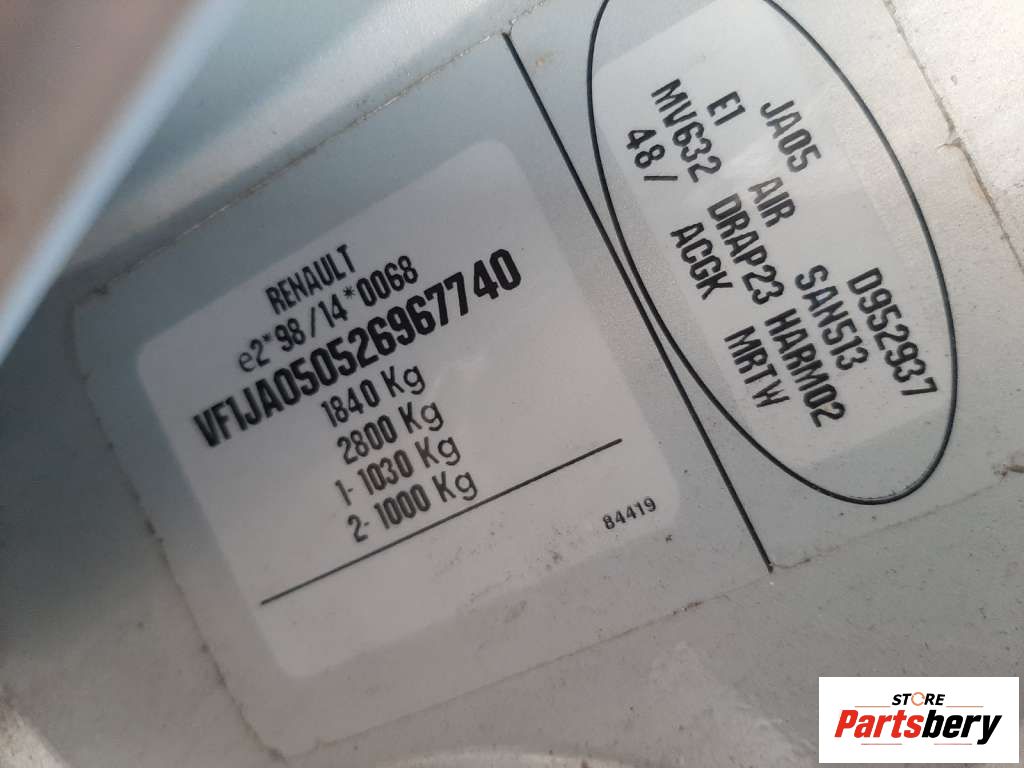 RENAULT
e2*98/14*0068
VF1JA050526967740
1840 Kg
2800 Kg
1- 1030 Kg
2- 1000 Kg
84419
JA05 D952937
E1 AIR SAN513
MV632 DRAP23 HARM02
48/ ACGK MRTW
STORE
Partsbery